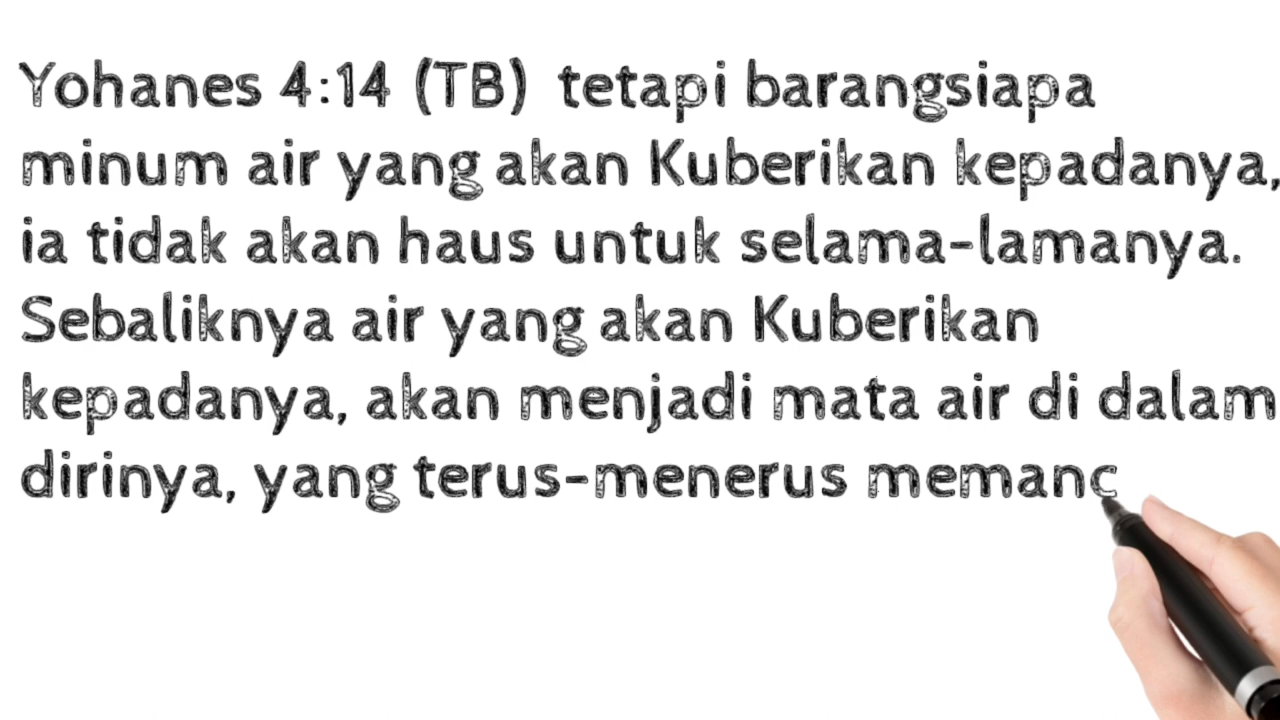 Yohanes 4:14 (TB) tetapi barangsiapa
minum air yang akan Kuberikan kepadanya,
ia tidak akan haus untuk selama-lamanya.
Sebaliknya air yang akan Kuberikan
kepadanya, akan menjadi mata air di dalam
dirinya, yang terus-menerus memanc